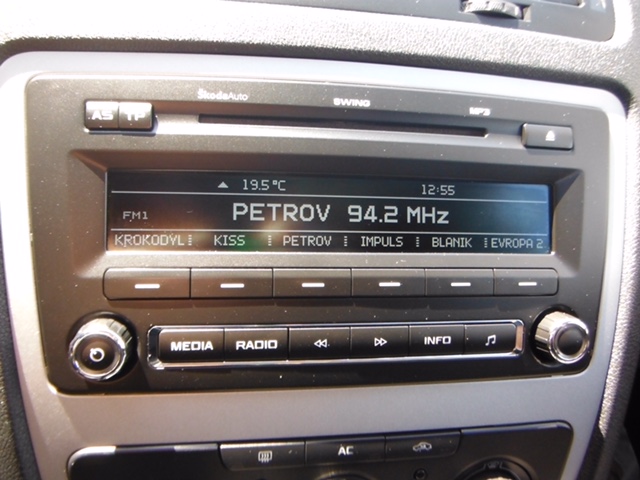 ŠkodaAuto SWING MP3
AS TP
19.5°C 12:55
FM1 PETROV 94.2 MHz
KROKODYL KISS PETROV IMPULS BLANIK EVROPA 2
MEDIA RADIO INFO
AC